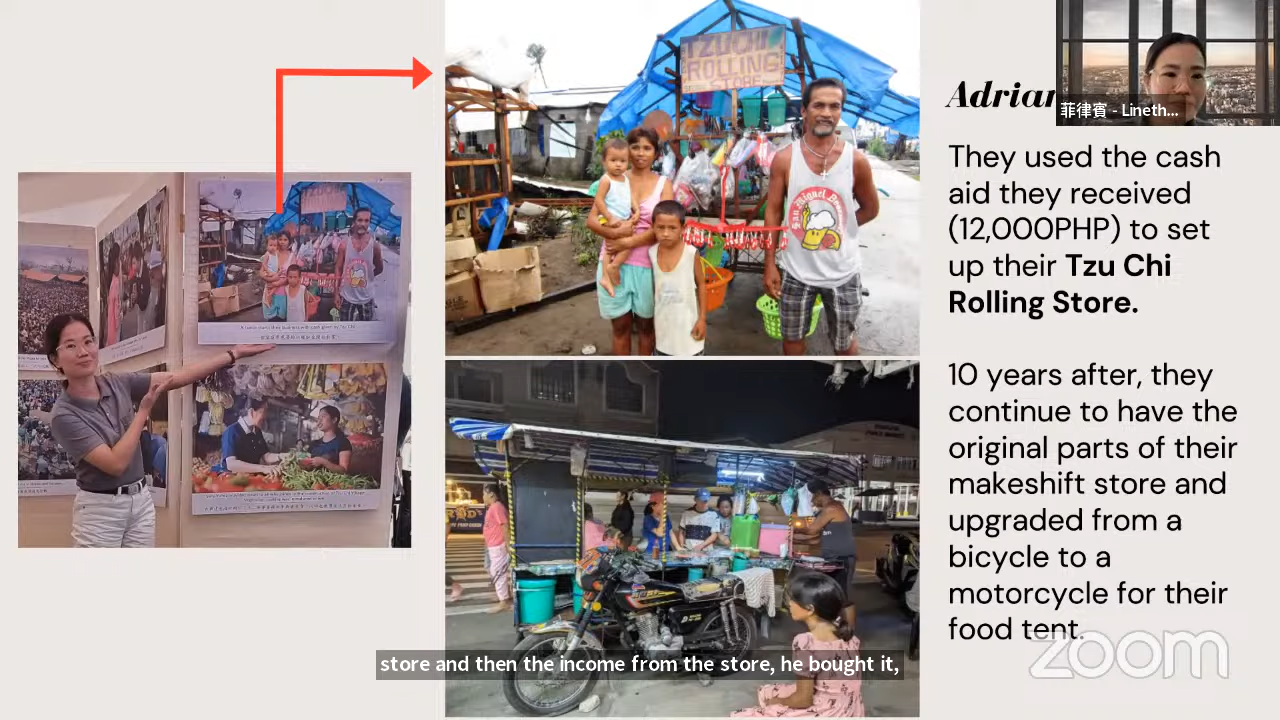 Adrian
菲律賓 - Lineth...
They used the cash
aid they received
(12,000PHP) to set
up their Tzu Chi
Rolling Store.
10 years after, they
continue to have the
original parts of their
makeshift store and
upgraded from a
bicycle to a
motorcycle for their
food tent.
TZU CHI
ROLLING
STORE
San Miguel Beer
store and then the income from the store, he bought it,
zoom